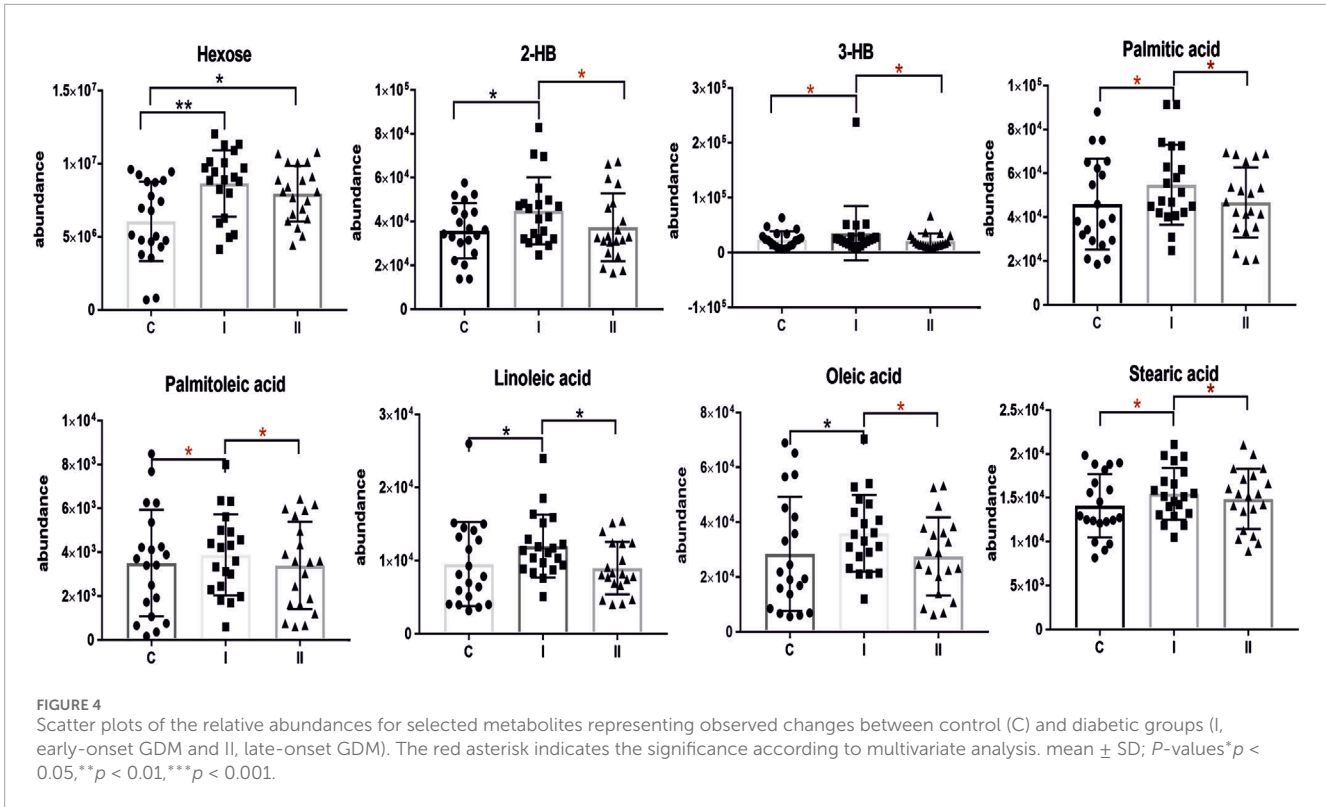 Hexose
*
**
abundance
1.5×10⁷
1×10⁷
5×10⁶
0
C
I
II
2-HB
*
*
abundance
1×10⁵
8×10⁴
6×10⁴
4×10⁴
2×10⁴
0
C
I
II
3-HB
*
*
abundance
3×10⁵
2×10⁵
1×10⁵
0
-1×10⁵
C
I
II
Palmitic acid
*
*
abundance
1×10⁵
8×10⁴
6×10⁴
4×10⁴
2×10⁴
0
C
I
II
Palmitoleic acid
*
*
abundance
1×10⁴
8×10³
6×10³
4×10³
2×10³
0
C
I
II
Linoleic acid
*
*
abundance
3×10⁴
2×10⁴
1×10⁴
0
C
I
II
Oleic acid
*
*
abundance
8×10⁴
6×10⁴
4×10⁴
2×10⁴
0
C
I
II
Stearic acid
*
*
abundance
2.5×10⁴
2×10⁴
1.5×10⁴
1×10⁴
5×10³
0
C
I
II
FIGURE 4
Scatter plots of the relative abundances for selected metabolites representing observed changes between control (C) and diabetic groups (I,
early-onset GDM and II, late-onset GDM). The red asterisk indicates the significance according to multivariate analysis. mean ± SD; P-values*p <
0.05,**p < 0.01,***p < 0.001.